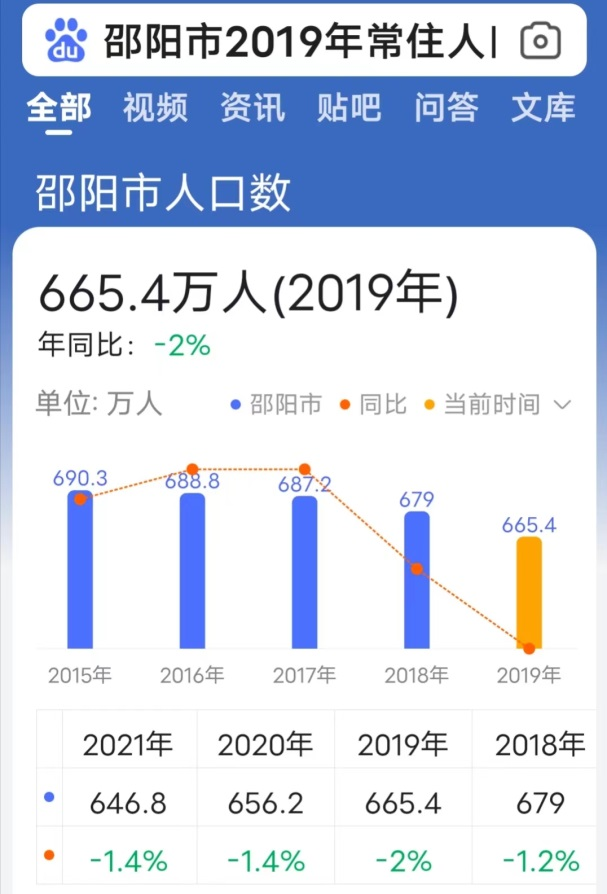 du 邵阳市2019年常住人
全部 视频 资讯 贴吧 问答 文库
邵阳市人口数
665.4万人(2019年)
年同比: -2%
单位: 万人 邵阳市 同比 当前时间
690.3 688.8 687.2 679 665.4
2015年 2016年 2017年 2018年 2019年
2021年 2020年 2019年 2018年
646.8 656.2 665.4 679
-1.4% -1.4% -2% -1.2%